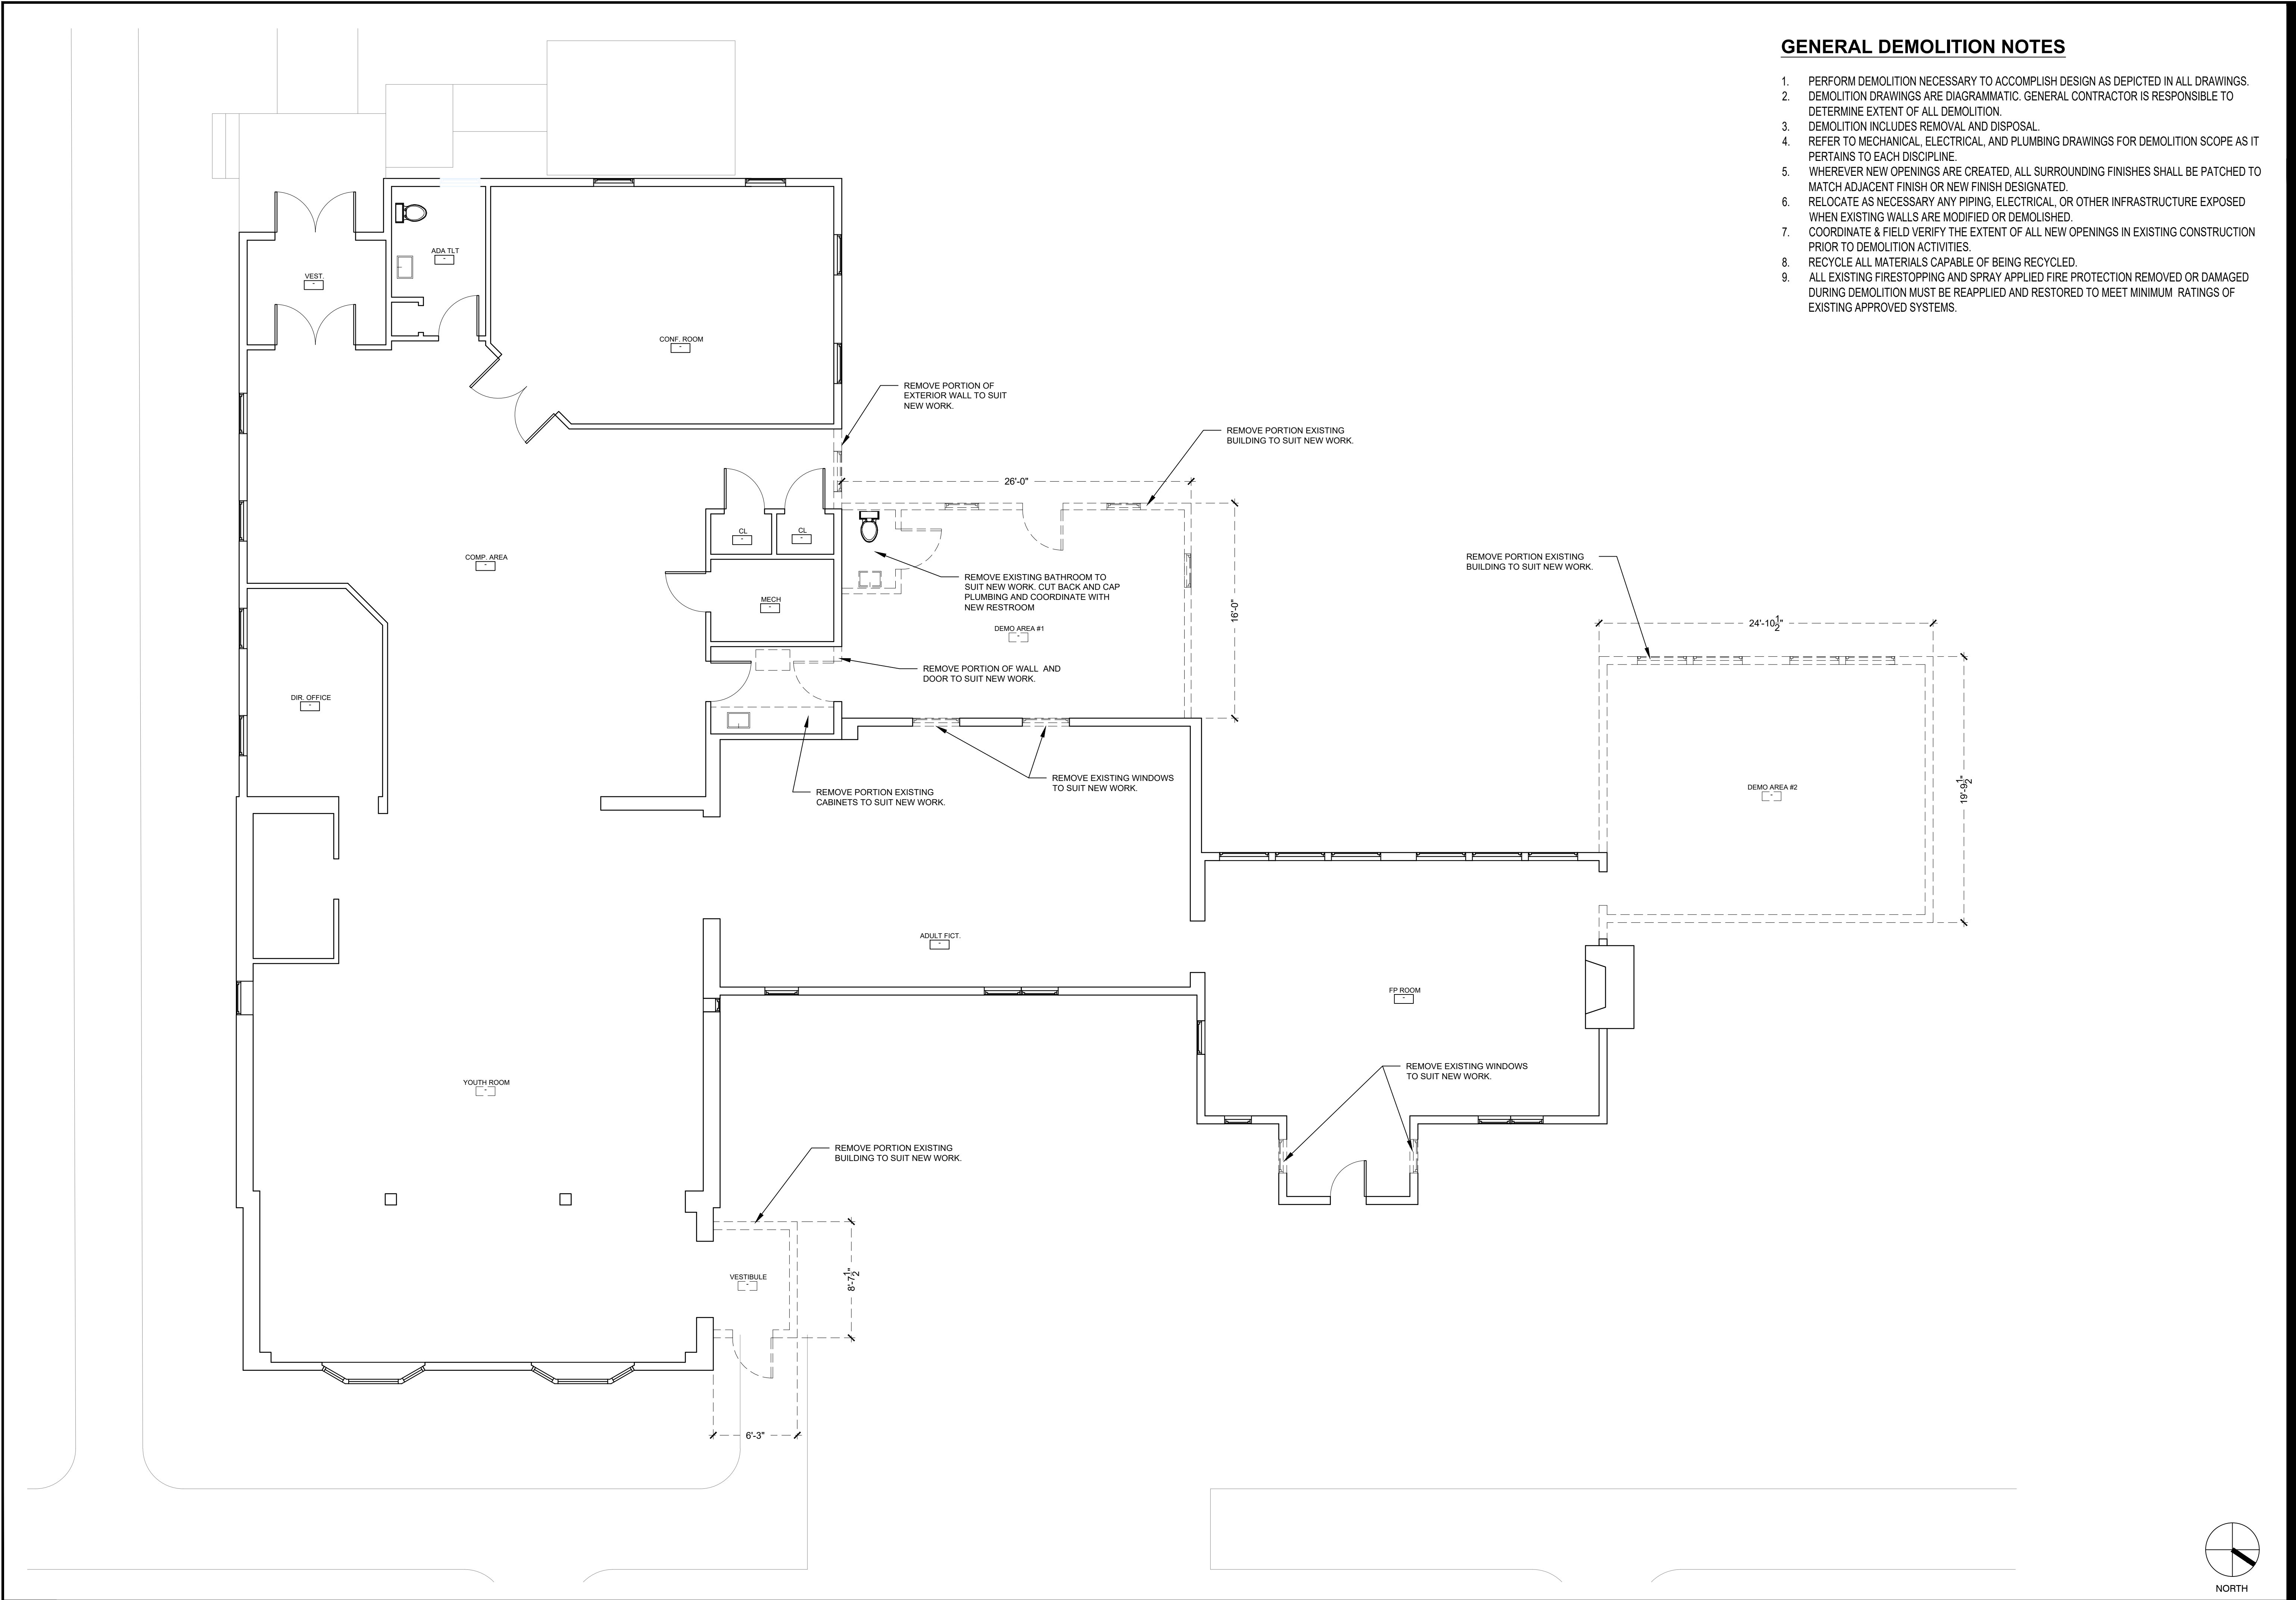 GENERAL DEMOLITION NOTES
1. PERFORM DEMOLITION NECESSARY TO ACCOMPLISH DESIGN AS DEPICTED IN ALL DRAWINGS.
2. DEMOLITION DRAWINGS ARE DIAGRAMMATIC. GENERAL CONTRACTOR IS RESPONSIBLE TO
DETERMINE EXTENT OF ALL DEMOLITION.
3. DEMOLITION INCLUDES REMOVAL AND DISPOSAL.
4. REFER TO MECHANICAL, ELECTRICAL, AND PLUMBING DRAWINGS FOR DEMOLITION SCOPE AS IT
PERTAINS TO EACH DISCIPLINE.
5. WHEREVER NEW OPENINGS ARE CREATED, ALL SURROUNDING FINISHES SHALL BE PATCHED TO
MATCH ADJACENT FINISH OR NEW FINISH DESIGNATED.
6. RELOCATE AS NECESSARY ANY PIPING, ELECTRICAL, OR OTHER INFRASTRUCTURE EXPOSED
WHEN EXISTING WALLS ARE MODIFIED OR DEMOLISHED.
7. COORDINATE & FIELD VERIFY THE EXTENT OF ALL NEW OPENINGS IN EXISTING CONSTRUCTION
PRIOR TO DEMOLITION ACTIVITIES.
8. RECYCLE ALL MATERIALS CAPABLE OF BEING RECYCLED.
9. ALL EXISTING FIRESTOPPING AND SPRAY APPLIED FIRE PROTECTION REMOVED OR DAMAGED
DURING DEMOLITION MUST BE REAPPLIED AND RESTORED TO MEET MINIMUM RATINGS OF
EXISTING APPROVED SYSTEMS.
ADA TLT
VEST.
CONF. ROOM
REMOVE PORTION OF
EXTERIOR WALL TO SUIT
NEW WORK.
REMOVE PORTION EXISTING
BUILDING TO SUIT NEW WORK.
26'-0"
CL
CL
COMP. AREA
REMOVE PORTION EXISTING
BUILDING TO SUIT NEW WORK.
REMOVE EXISTING BATHROOM TO
SUIT NEW WORK. CUT BACK AND CAP
PLUMBING AND COORDINATE WITH
NEW RESTROOM
MECH
16'-0"
DEMO AREA #1
24'-10 1/2"
REMOVE PORTION OF WALL AND
DOOR TO SUIT NEW WORK.
DIR. OFFICE
REMOVE EXISTING WINDOWS
TO SUIT NEW WORK.
REMOVE PORTION EXISTING
CABINETS TO SUIT NEW WORK.
DEMO AREA #2
19'-9 1/2"
ADULT FICT.
FP ROOM
REMOVE EXISTING WINDOWS
TO SUIT NEW WORK.
YOUTH ROOM
REMOVE PORTION EXISTING
BUILDING TO SUIT NEW WORK.
VESTIBULE
8'-7 1/2"
6'-3"
NORTH